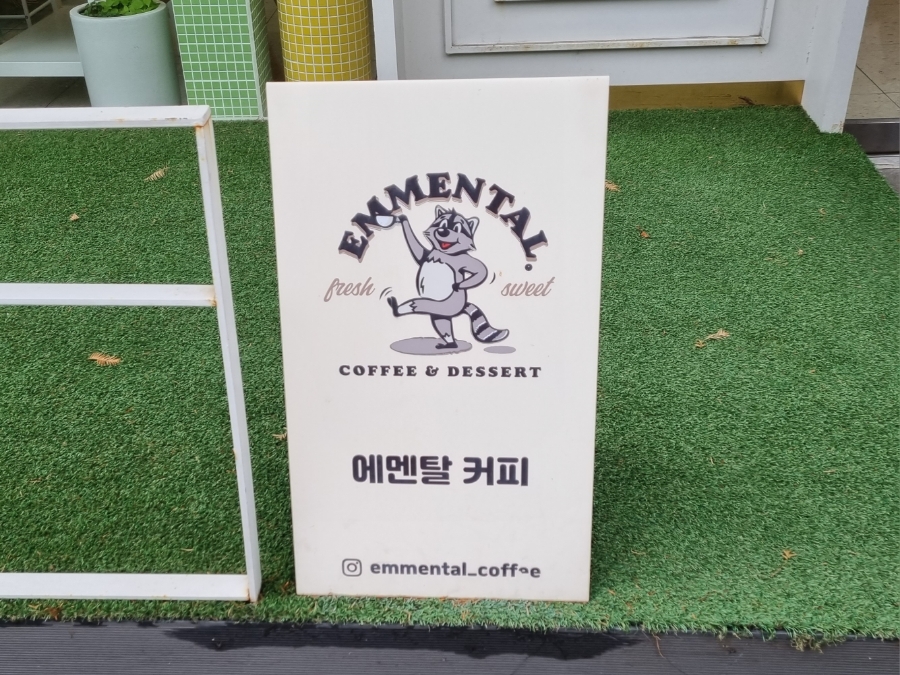 EMMENTAL.
fresh sweet
COFFEE & DESSERT
에멘탈 커피
emmental_coffee